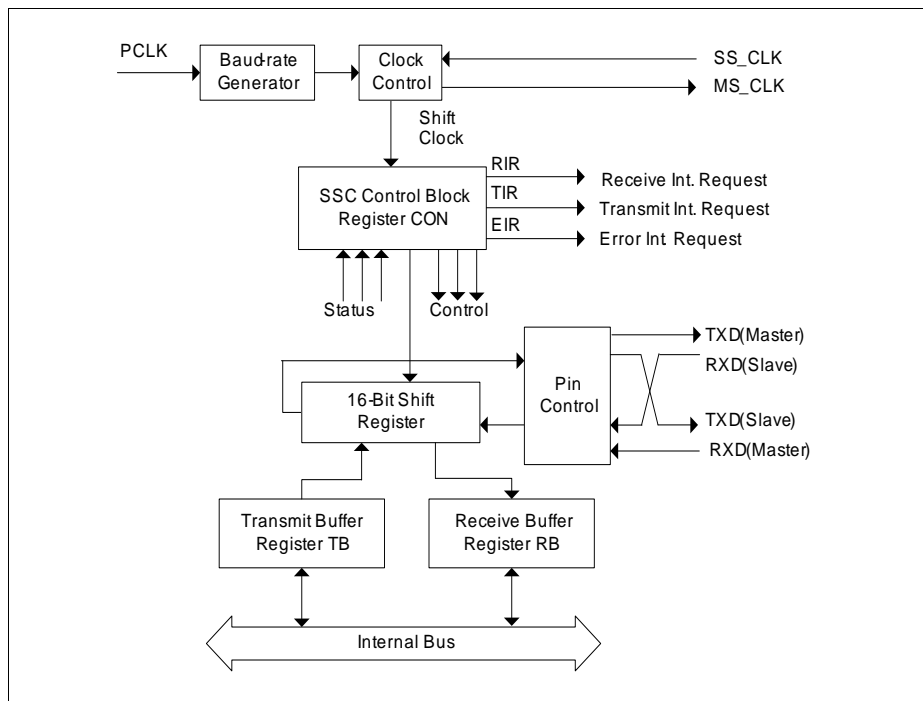 PCLK
Baud-rate
Generator
Clock
Control
SS_CLK
MS_CLK
Shift
Clock
SSC Control Block
Register CON
RIR
Receive Int. Request
TIR
Transmit Int. Request
EIR
Error Int. Request
Status
Control
TXD(Master)
RXD(Slave)
Pin
Control
16-Bit Shift
Register
TXD(Slave)
RXD(Master)
Transmit Buffer
Register TB
Receive Buffer
Register RB
Internal Bus